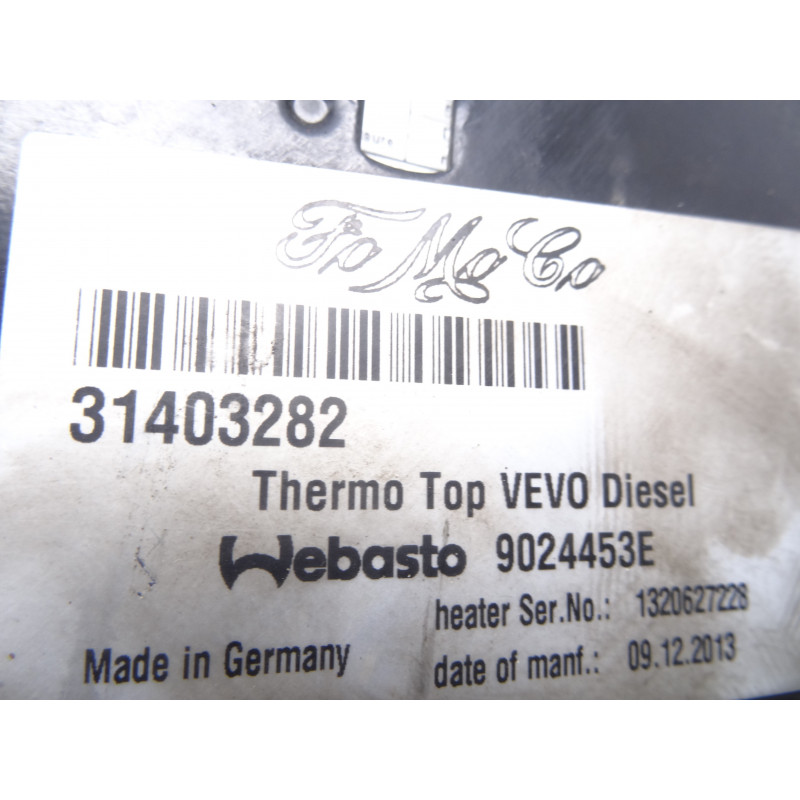 FoMoCo
31403282
Thermo Top VEVO Diesel
Webasto 9024453E
heater Ser.No.: 1320627228
Made in Germany
date of manf.: 09.12.2013